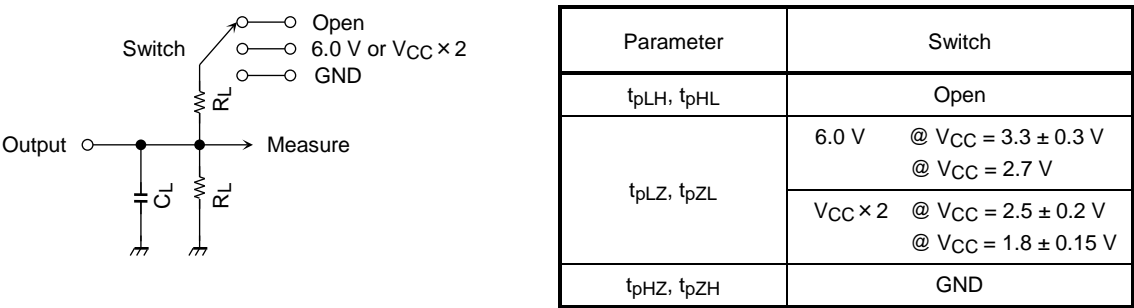 Open
Switch
6.0 V or VCC × 2
GND
RL
Output
Measure
CL
RL
Parameter Switch
tpLH, tpHL Open
tpLZ, tpZL
6.0 V @ VCC = 3.3 ± 0.3 V
@ VCC = 2.7 V
VCC × 2 @ VCC = 2.5 ± 0.2 V
@ VCC = 1.8 ± 0.15 V
tpHZ, tpZH GND